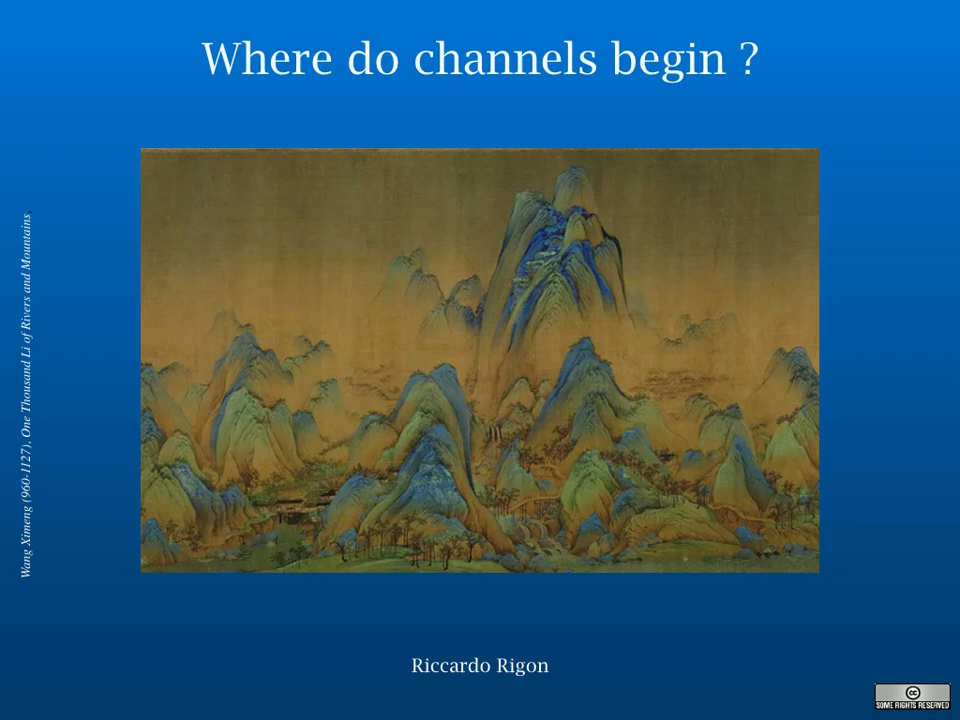 Where do channels begin ?
Wang Ximeng (960-1127), One Thousand Li of Rivers and Mountains,
Riccardo Rigon
cc
SOME RIGHTS RESERVED